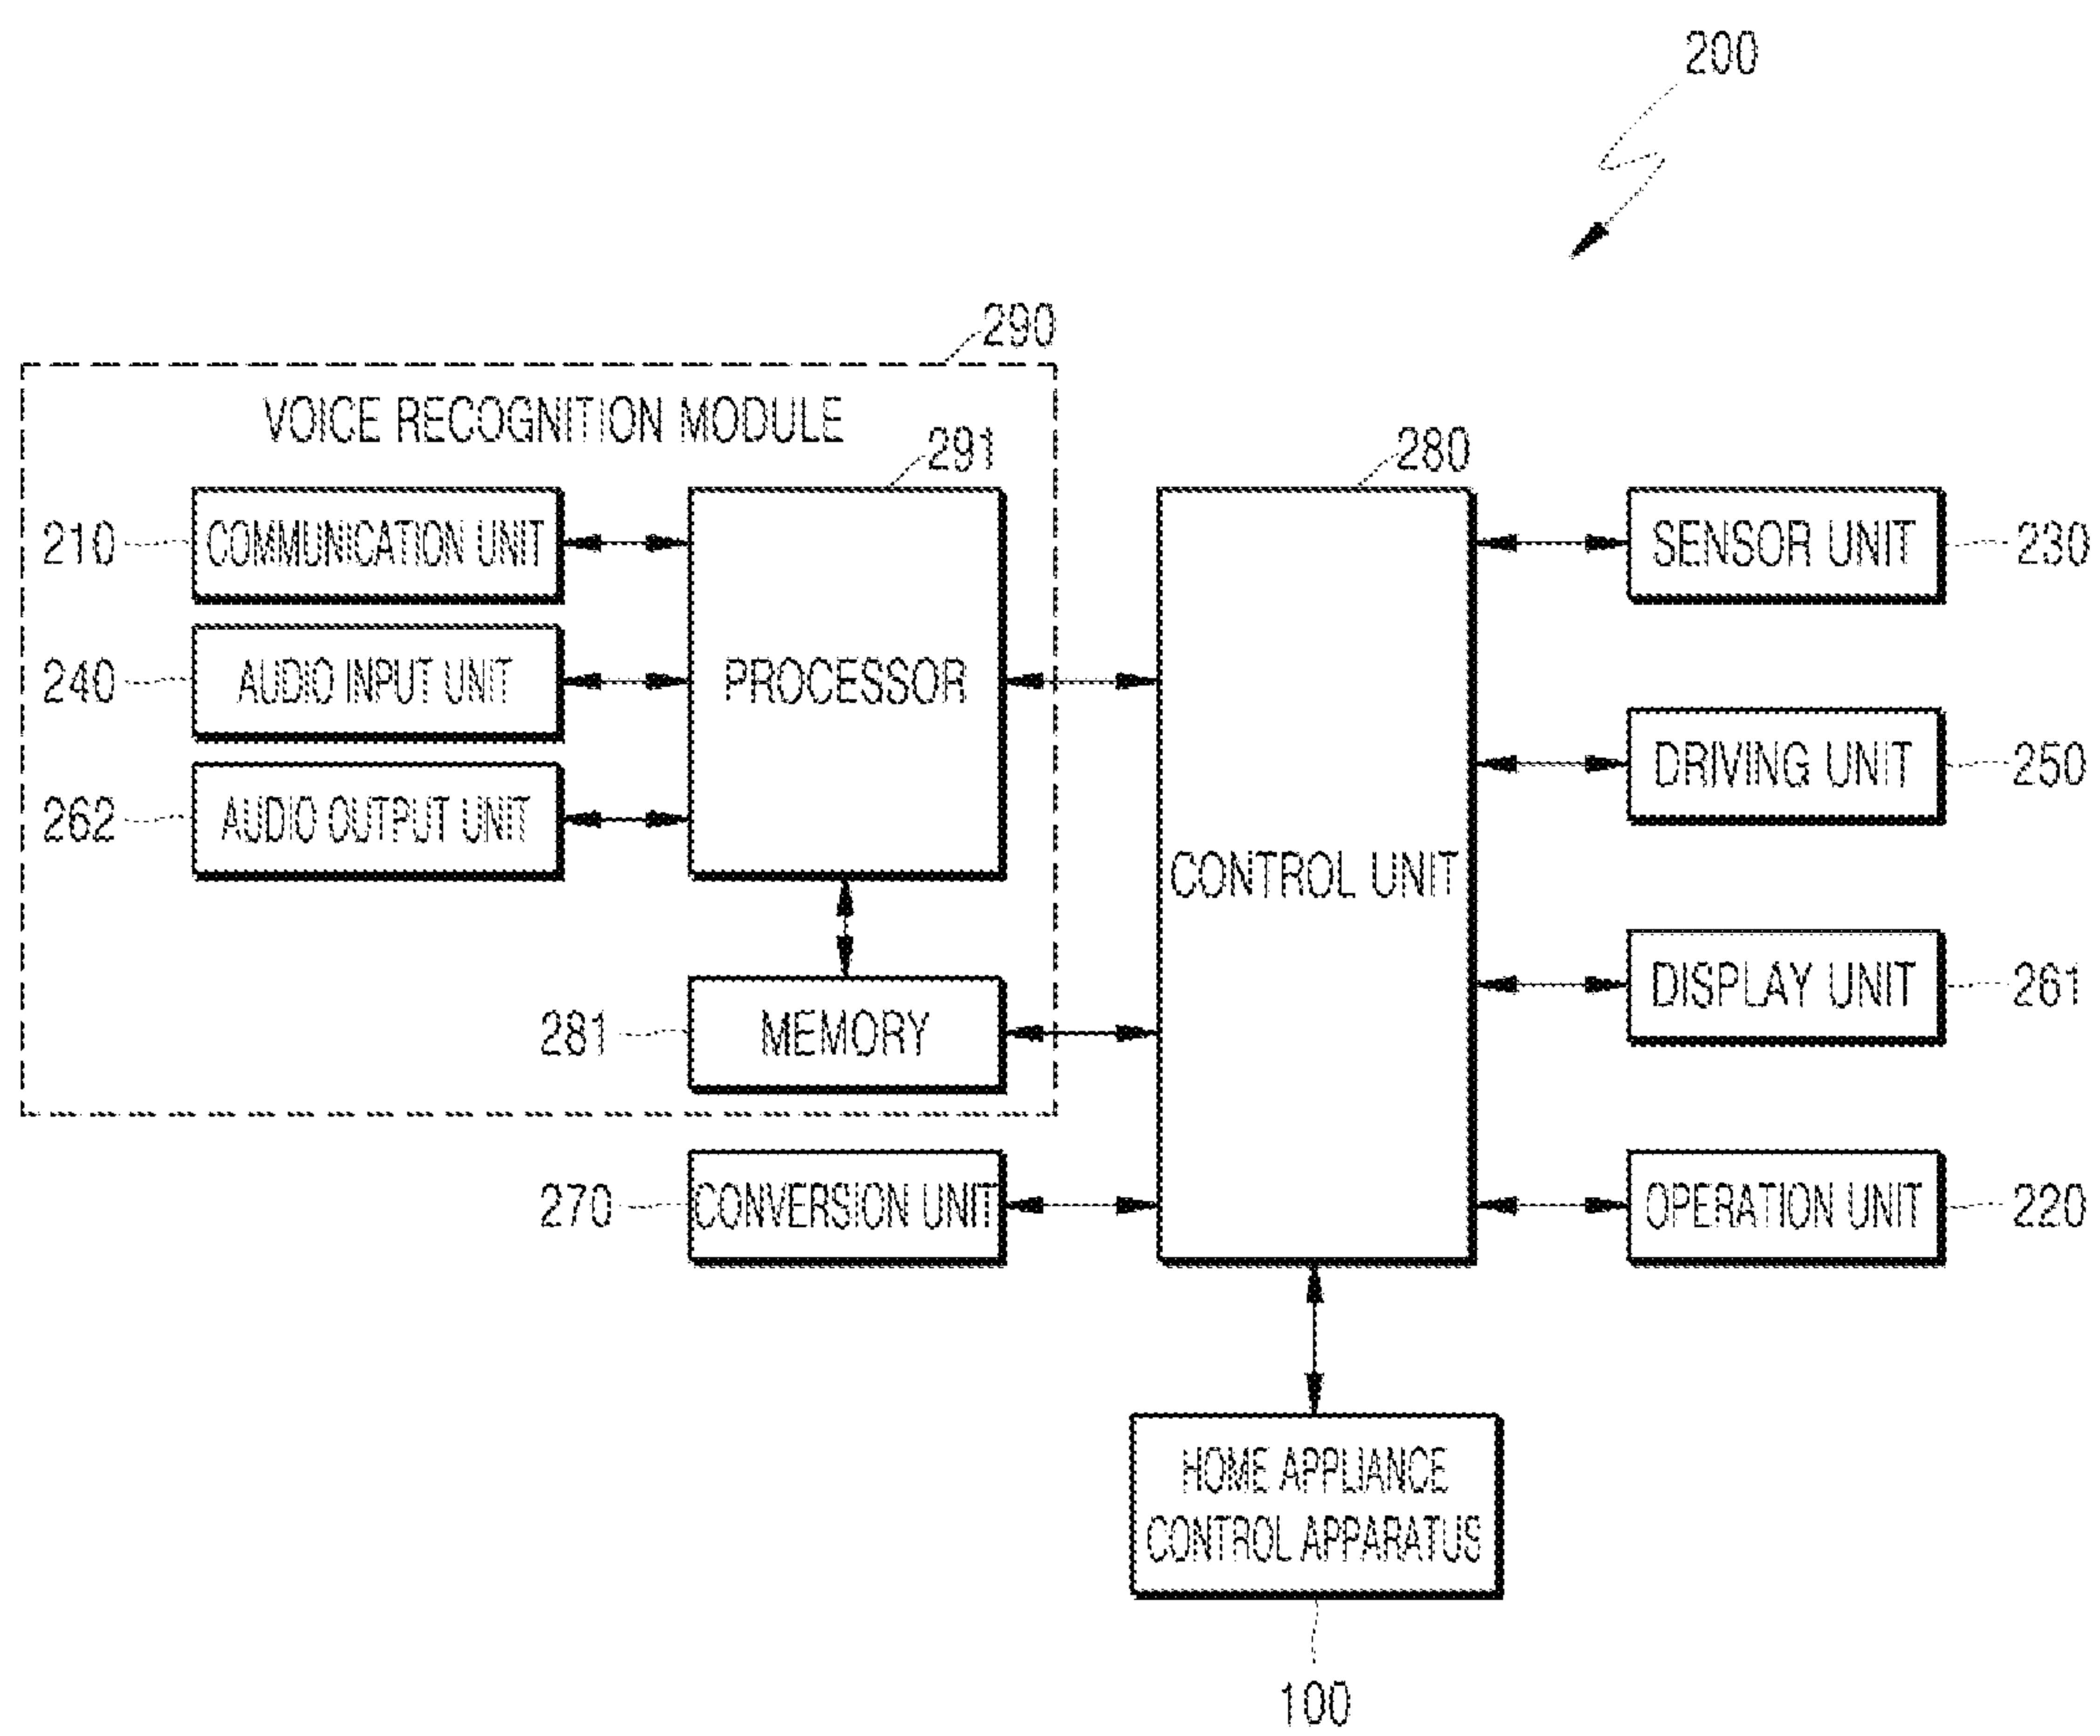 200
290
VOICE RECOGNITION MODULE
291
280
210
COMMUNICATION UNIT
SENSOR UNIT
230
240
AUDIO INPUT UNIT
PROCESSOR
DRIVING UNIT
250
262
AUDIO OUTPUT UNIT
CONTROL UNIT
DISPLAY UNIT
261
281
MEMORY
270
CONVERSION UNIT
OPERATION UNIT
220
HOME APPLIANCE
CONTROL APPARATUS
100